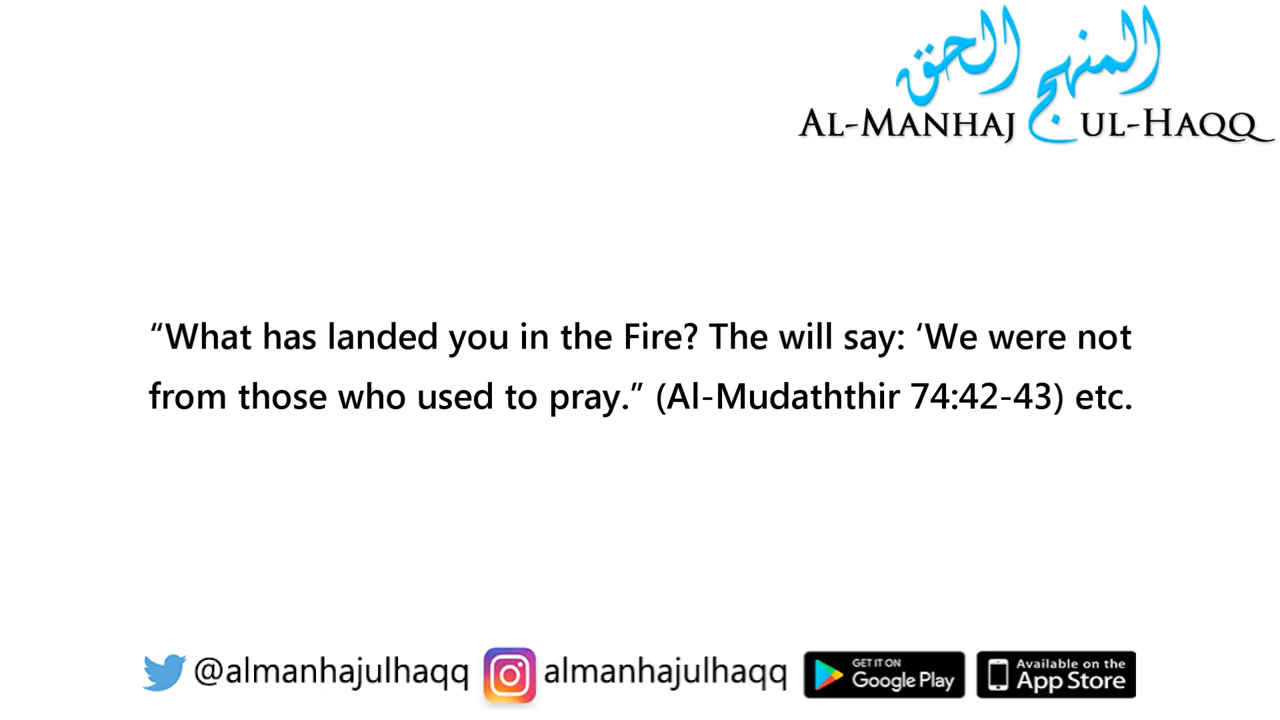 المنهج الحق
AL-MANHAJ UL-HAQQ
“What has landed you in the Fire? The will say: ‘We were not
from those who used to pray.” (Al-Mudaththir 74:42-43) etc.
@almanhajulhaqq almanhajulhaqq GET IT ON Google Play Available on the App Store